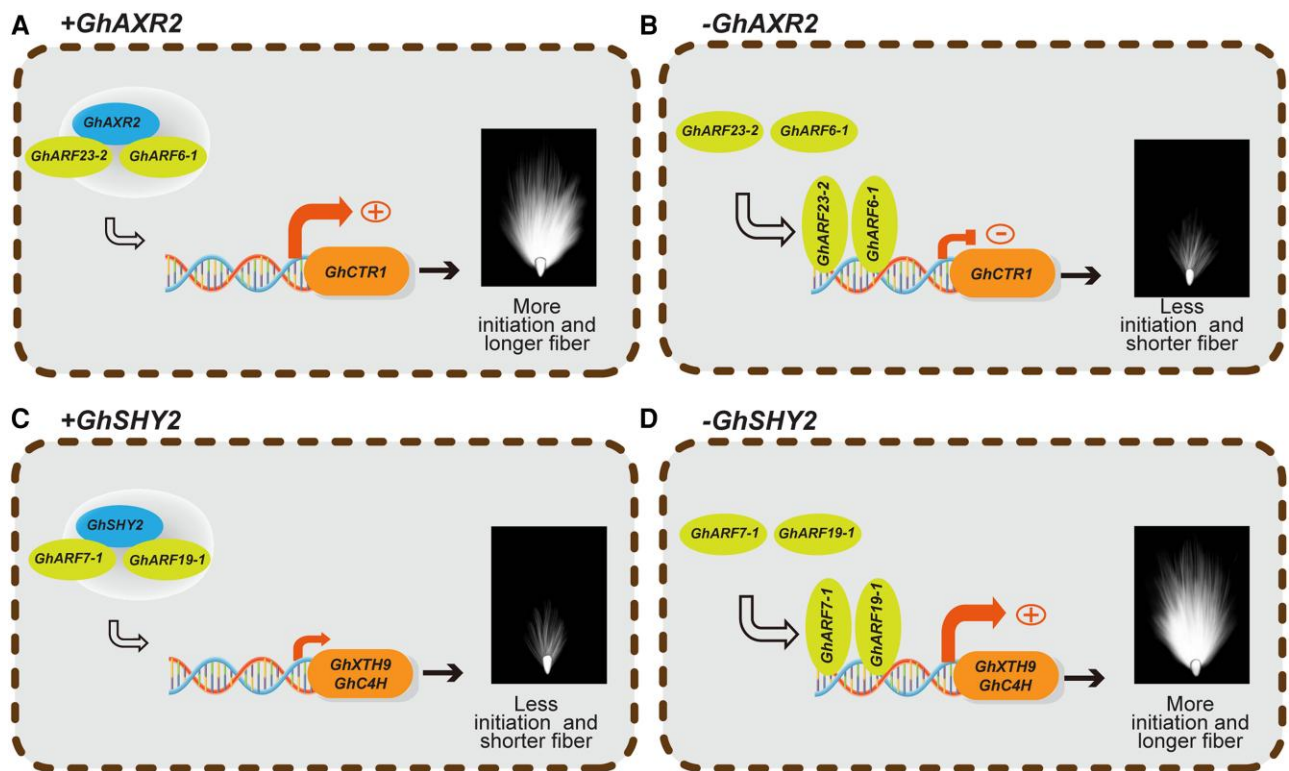 A +GhAXR2
GhAXR2
GhARF23-2 GhARF6-1
+
GhCTR1
More
initiation and
longer fiber
B -GhAXR2
GhARF23-2 GhARF6-1
GhARF23-2 GhARF6-1
-
GhCTR1
Less
initiation and
shorter fiber
C +GhSHY2
GhSHY2
GhARF7-1 GhARF19-1
GhXTH9
GhC4H
Less
initiation and
shorter fiber
D -GhSHY2
GhARF7-1 GhARF19-1
GhARF7-1 GhARF19-1
+
GhXTH9
GhC4H
More
initiation and
longer fiber